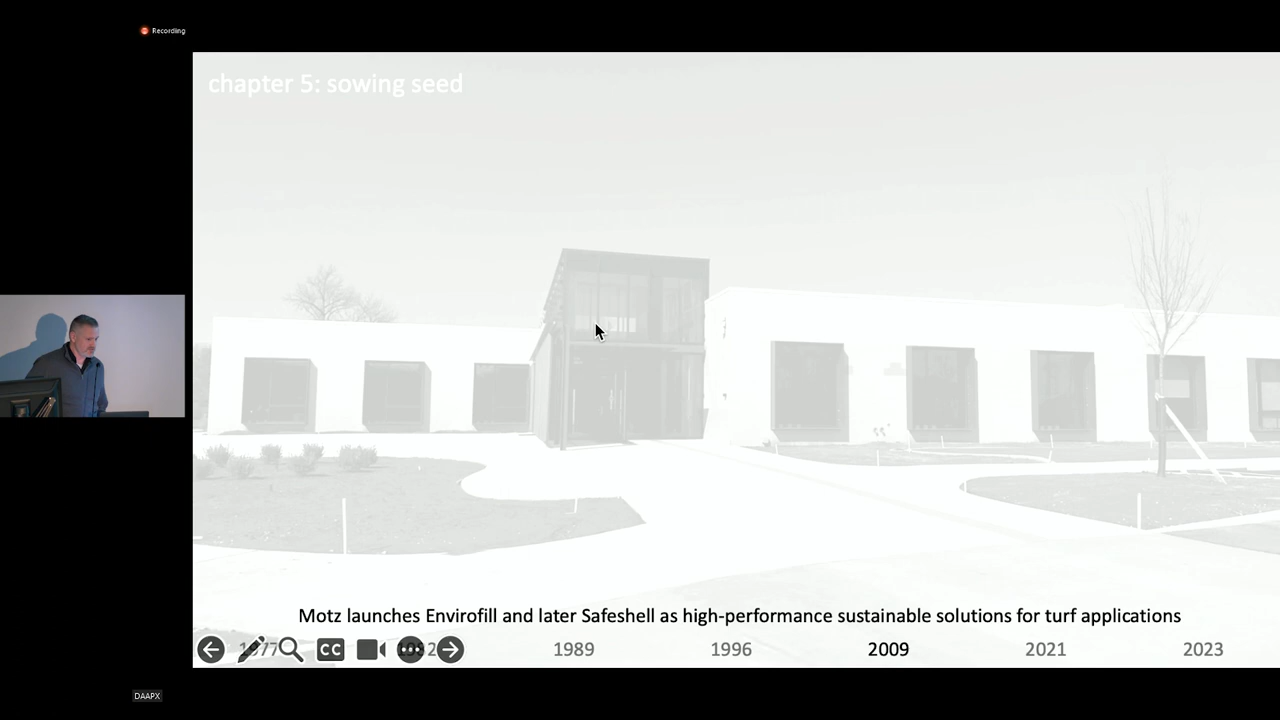 Recording
chapter 5: sowing seed
Motz launches Envirofill and later Safeshell as high-performance sustainable solutions for turf applications
CC
1989 1996 2009 2021 2023
DAAPX